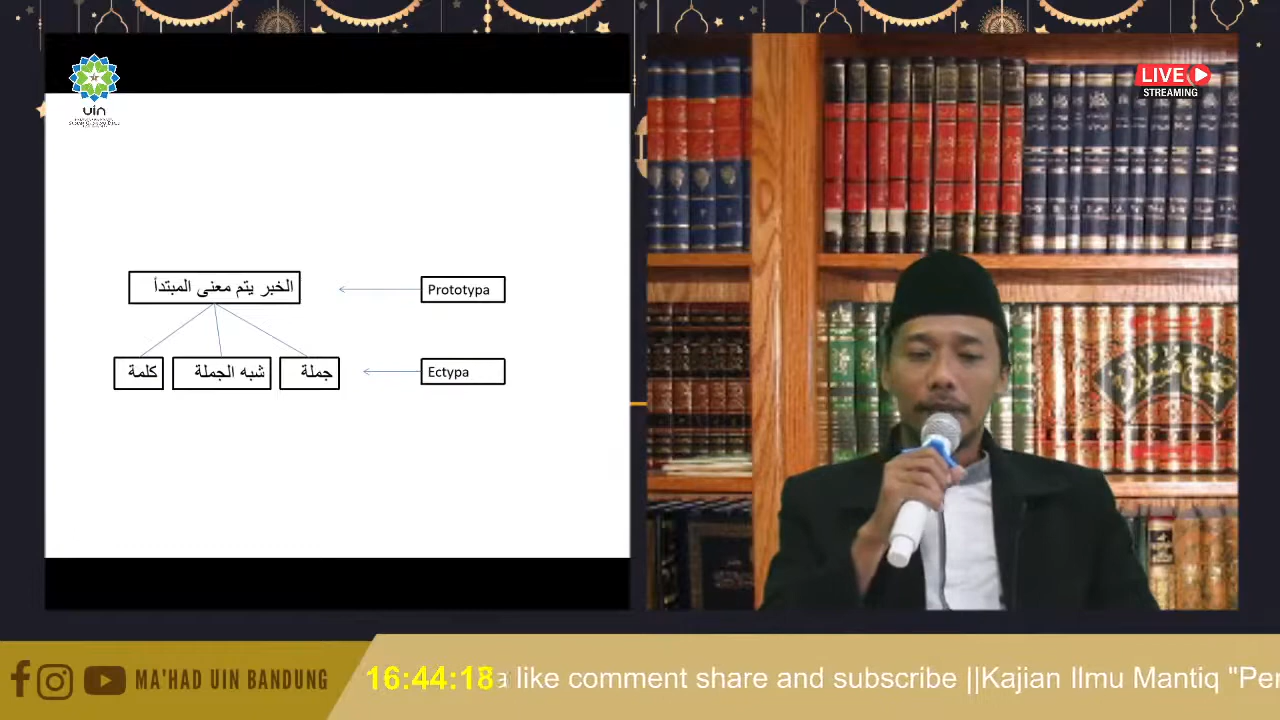 uin
LIVE
STREAMING
الخبر يتم معنى المبتدأ
Prototypa
كلمة
شبه الجملة
جملة
Ectypa
MA'HAD UIN BANDUNG
16:44:18
a like comment share and subscribe ||Kajian Ilmu Mantiq "Per